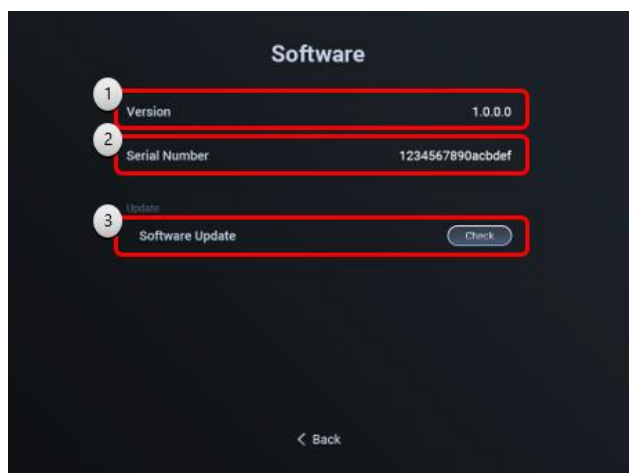 Software
1
Version 1.0.0.0
2
Serial Number 1234567890acbdef
Update
3
Software Update Check
< Back